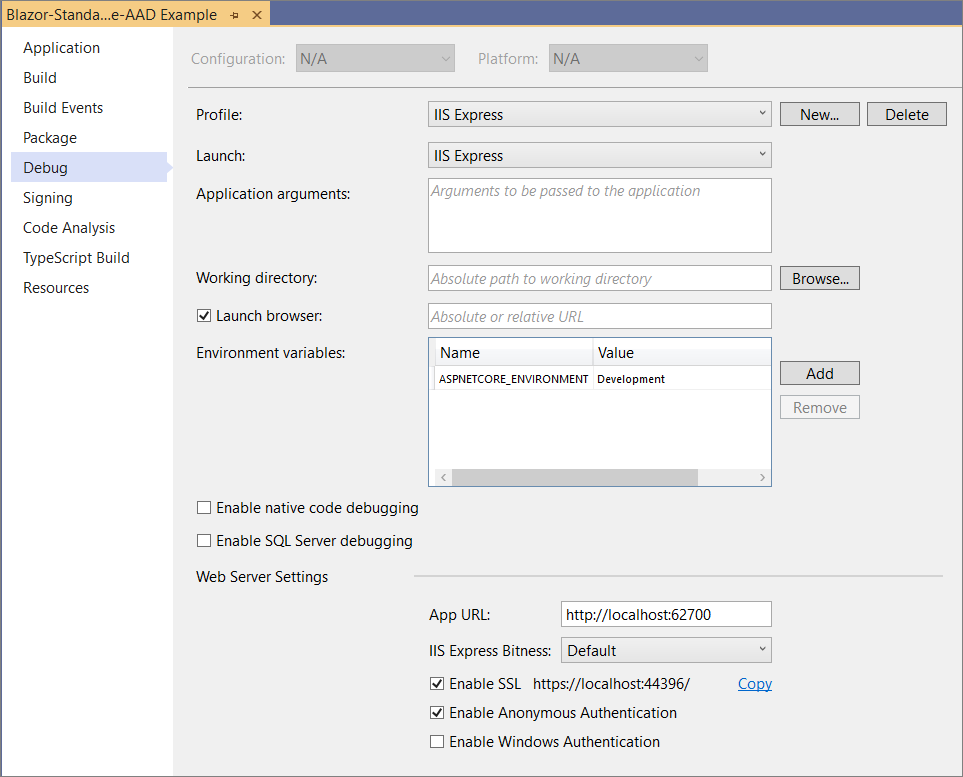 Blazor-Standa...e-AAD Example
Application
Build
Build Events
Package
Debug
Signing
Code Analysis
TypeScript Build
Resources
Configuration: N/A Platform: N/A
Profile: IIS Express New... Delete
Launch: IIS Express
Application arguments: Arguments to be passed to the application
Working directory: Absolute path to working directory Browse...
Launch browser: Absolute or relative URL
Environment variables: Name Value
ASPNETCORE_ENVIRONMENT Development
Add
Remove
Enable native code debugging
Enable SQL Server debugging
Web Server Settings
App URL: http://localhost:62700
IIS Express Bitness: Default
Enable SSL https://localhost:44396/ Copy
Enable Anonymous Authentication
Enable Windows Authentication